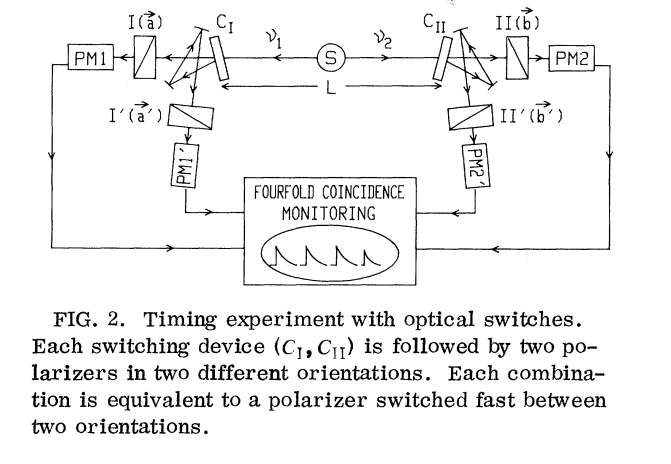 I(a⃗) C_I ν₁ ν₂ C_II II(b⃗)
PM1 S PM2
L
I′(a⃗′) II′(b⃗′)
PM1′ PM2′
FOURFOLD COINCIDENCE
MONITORING
FIG. 2. Timing experiment with optical switches.
Each switching device (C_I, C_II) is followed by two po-
larizers in two different orientations. Each combina-
tion is equivalent to a polarizer switched fast between
two orientations.